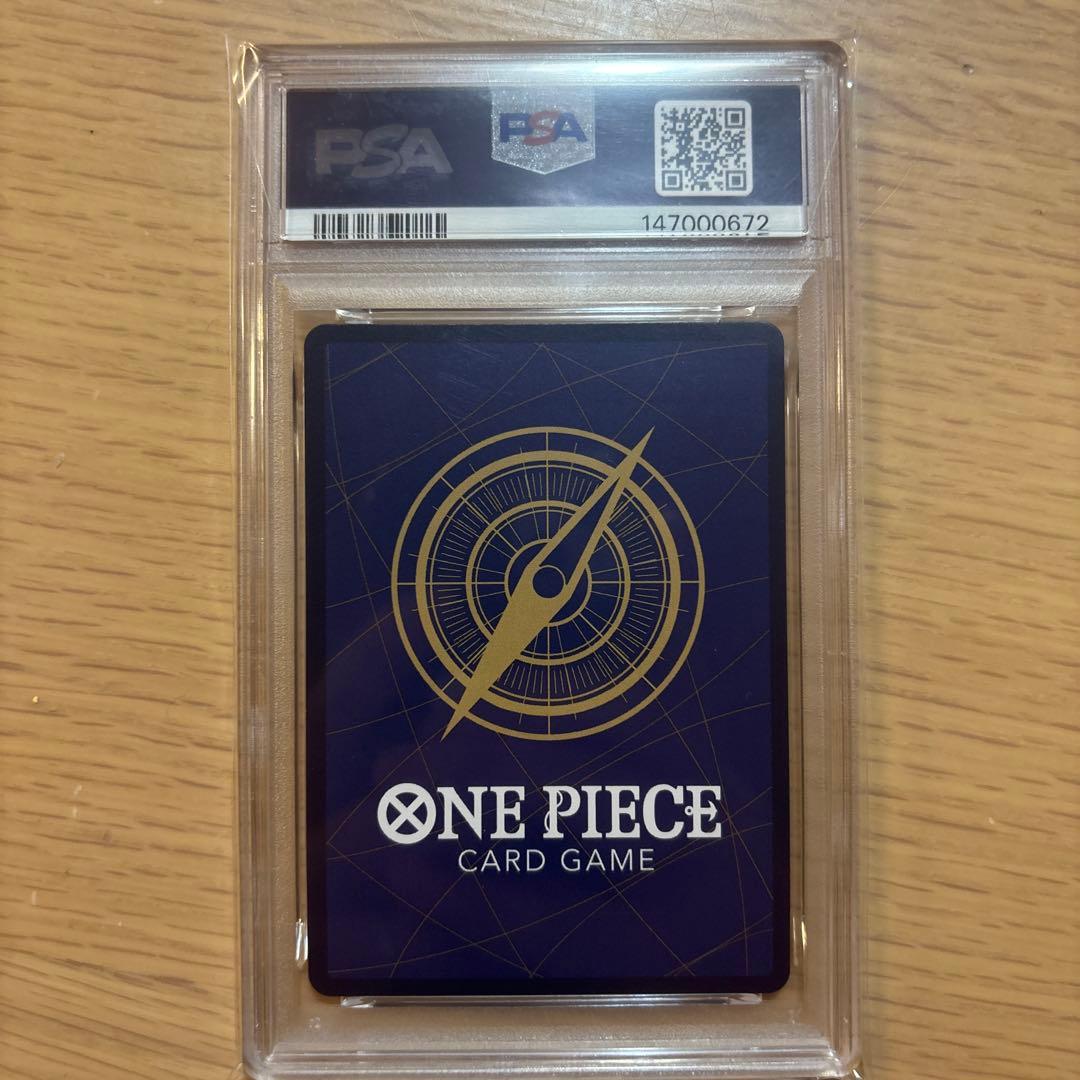 PSA
PSA
147000672
ONE PIECE
CARD GAME